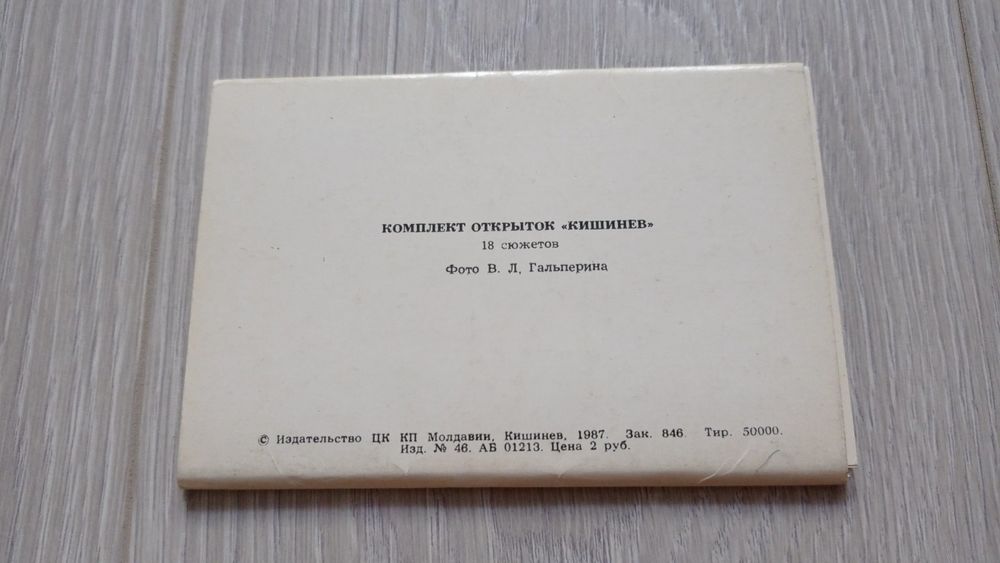 КОМПЛЕКТ ОТКРЫТОК «КИШИНЕВ»
18 сюжетов
Фото В. Л. Гальперина
© Издательство ЦК КП Молдавии, Кишинев, 1987. Зак. 846. Тир. 50000.
Изд. № 46. АБ 01213. Цена 2 руб.